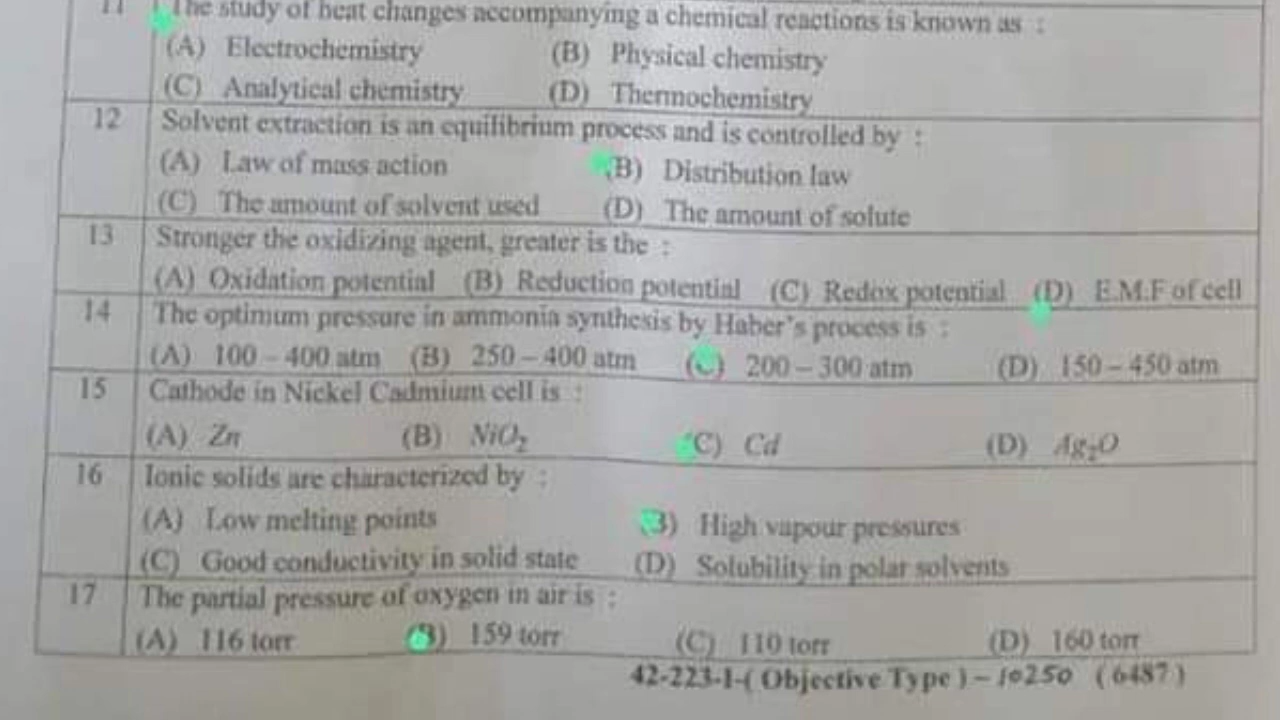 11 The study of heat changes accompanying a chemical reactions is known as :
(A) Electrochemistry (B) Physical chemistry
(C) Analytical chemistry (D) Thermochemistry
12 Solvent extraction is an equilibrium process and is controlled by :
(A) Law of mass action (B) Distribution law
(C) The amount of solvent used (D) The amount of solute
13 Stronger the oxidizing agent, greater is the :
(A) Oxidation potential (B) Reduction potential (C) Redox potential (D) E.M.F of cell
14 The optimum pressure in ammonia synthesis by Haber's process is :
(A) 100 – 400 atm (B) 250 – 400 atm (C) 200 – 300 atm (D) 150 – 450 atm
15 Cathode in Nickel Cadmium cell is :
(A) Zn (B) NiO₂ (C) Cd (D) Ag₂O
16 Ionic solids are characterized by :
(A) Low melting points (B) High vapour pressures
(C) Good conductivity in solid state (D) Solubility in polar solvents
17 The partial pressure of oxygen in air is :
(A) 116 torr (B) 159 torr (C) 110 torr (D) 160 torr
42-223-I-( Objective Type ) – 10250 (6487)